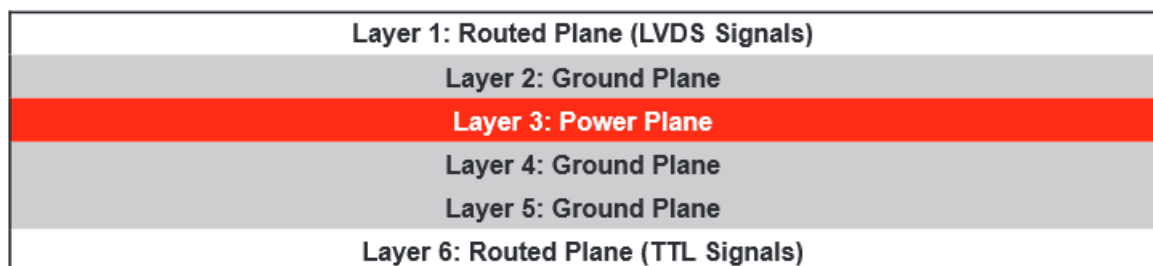 Layer 1: Routed Plane (LVDS Signals)
Layer 2: Ground Plane
Layer 3: Power Plane
Layer 4: Ground Plane
Layer 5: Ground Plane
Layer 6: Routed Plane (TTL Signals)